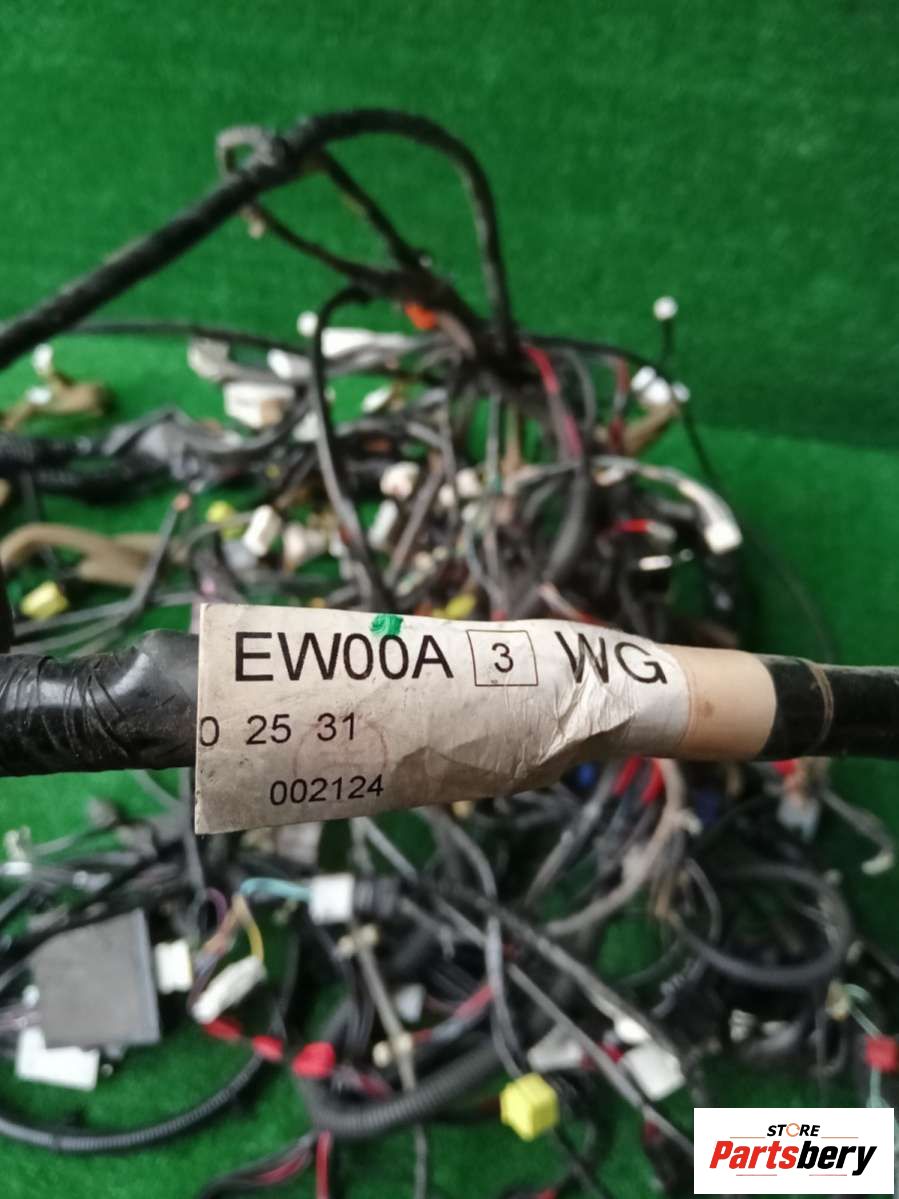 EW00A 3 WG
0 25 31
002124
STORE
Partsbery